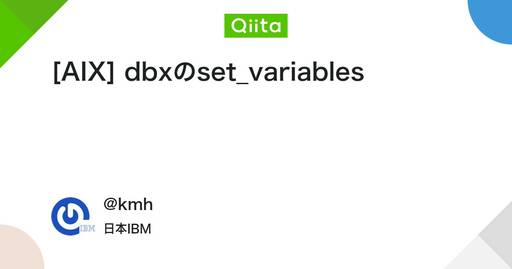 Qiita
[AIX] dbxのset_variables
@kmh
IBM
日本IBM